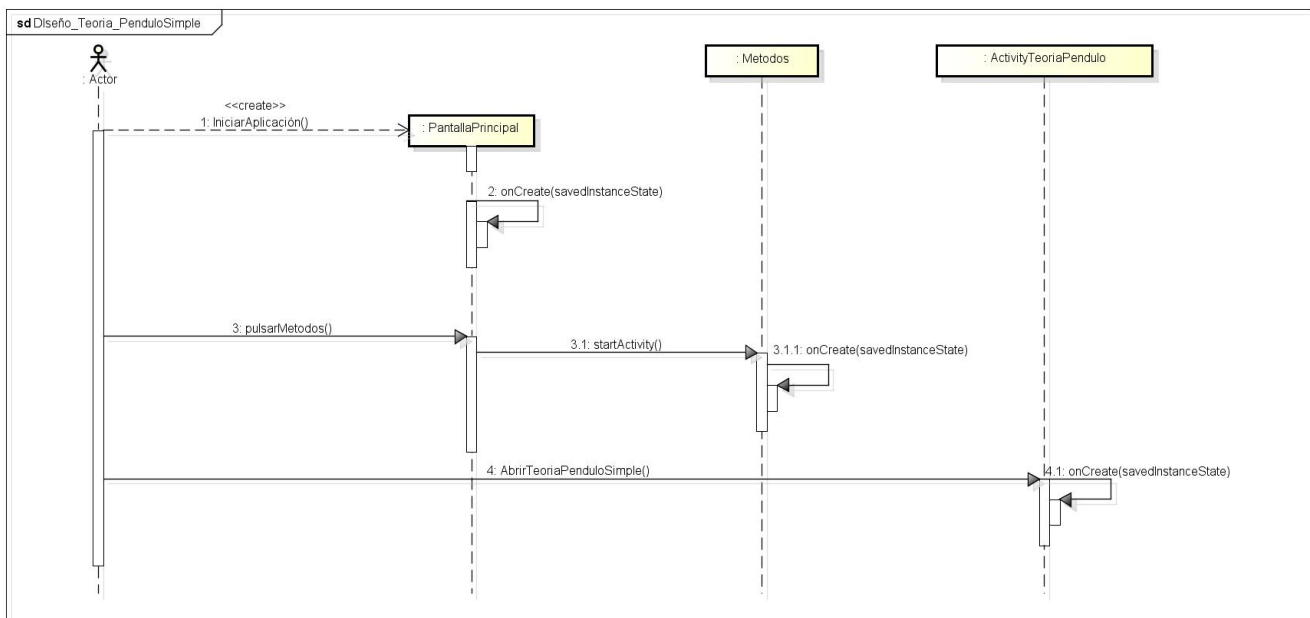 sd DIseño_Teoria_PenduloSimple
: Actor
: Metodos
: ActivityTeoriaPendulo
<<create>>
1: IniciarAplicación()
: PantallaPrincipal
2: onCreate(savedInstanceState)
3: pulsarMetodos()
3.1: startActivity()
3.1.1: onCreate(savedInstanceState)
4: AbrirTeoriaPenduloSimple()
4.1: onCreate(savedInstanceState)